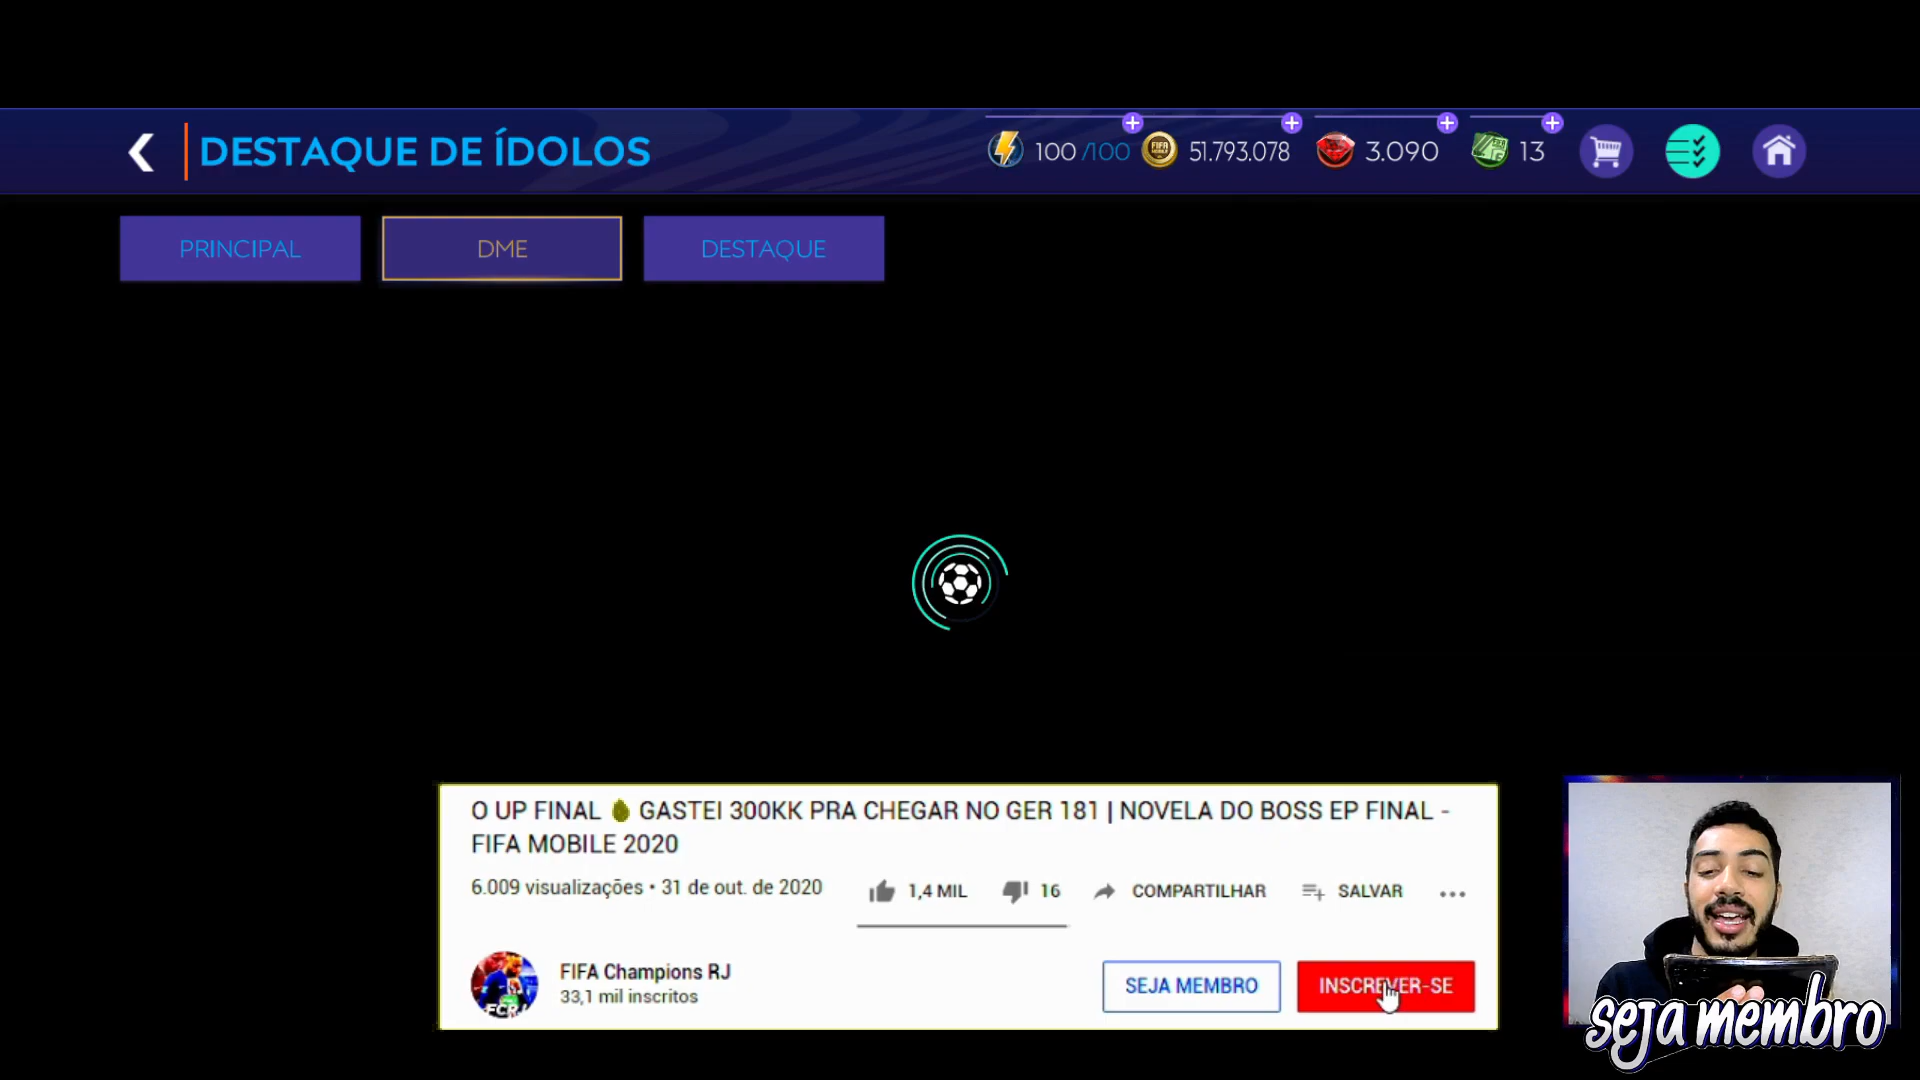 DESTAQUE DE ÍDOLOS
100 /100
51.793.078
3.090
13
PRINCIPAL
DME
DESTAQUE
O UP FINAL GASTEI 300KK PRA CHEGAR NO GER 181 | NOVELA DO BOSS EP FINAL -
FIFA MOBILE 2020
6.009 visualizações • 31 de out. de 2020
1,4 MIL
16
COMPARTILHAR
SALVAR
FIFA Champions RJ
33,1 mil inscritos
FCRJ
SEJA MEMBRO
INSCREVER-SE
seja membro